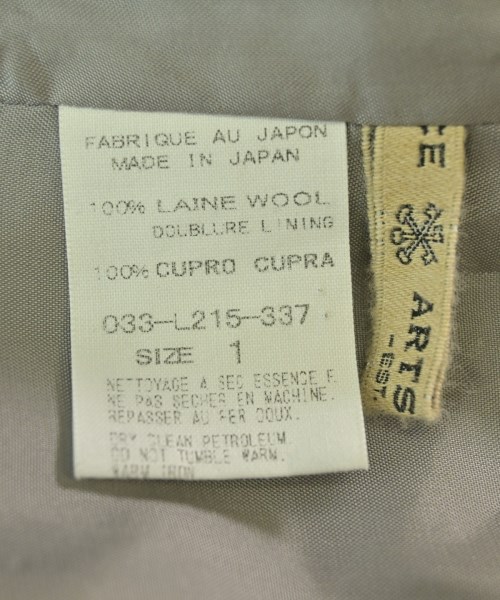 FABRIQUE AU JAPON
MADE IN JAPAN
100% LAINE WOOL
DOUBLURE LINING
100% CUPRO CUPRA
033-L215-337
SIZE 1
NETTOYAGE A SEC ESSENCE F.
NE PAS SECHER EN MACHINE.
REPASSER AU FER DOUX.
DRY CLEAN PETROLEUM
DO NOT TUMBLE WARM.
WARM IRON
CE
ARTS
-EST.